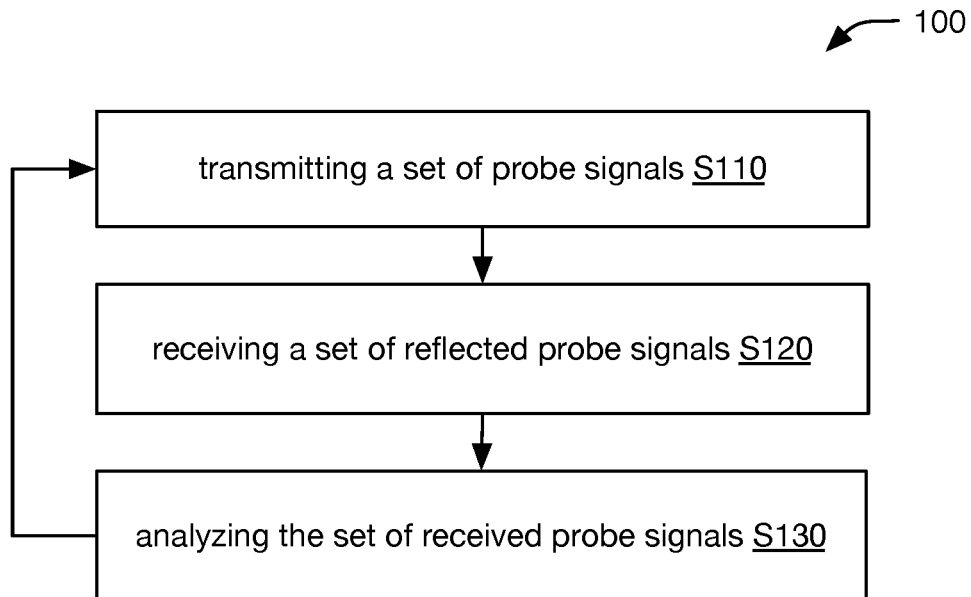 100
transmitting a set of probe signals S110
receiving a set of reflected probe signals S120
analyzing the set of received probe signals S130